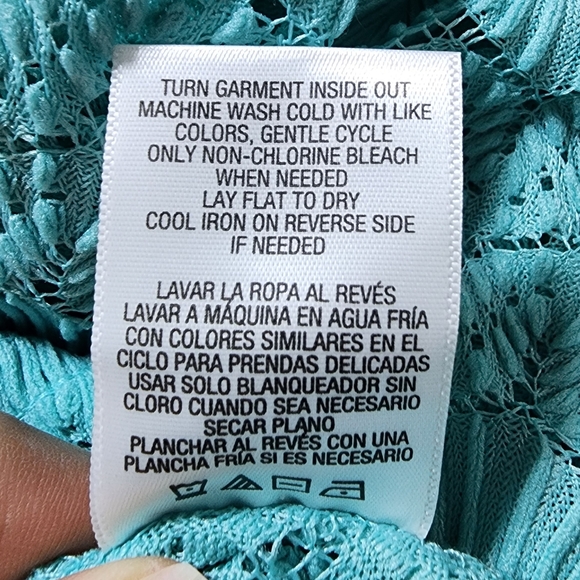 TURN GARMENT INSIDE OUT
MACHINE WASH COLD WITH LIKE
COLORS, GENTLE CYCLE
ONLY NON-CHLORINE BLEACH
WHEN NEEDED
LAY FLAT TO DRY
COOL IRON ON REVERSE SIDE
IF NEEDED
LAVAR LA ROPA AL REVÉS
LAVAR A MÁQUINA EN AGUA FRÍA
CON COLORES SIMILARES EN EL
CICLO PARA PRENDAS DELICADAS
USAR SOLO BLANQUEADOR SIN
CLORO CUANDO SEA NECESARIO
SECAR PLANO
PLANCHAR AL REVÉS CON UNA
PLANCHA FRÍA SI ES NECESARIO